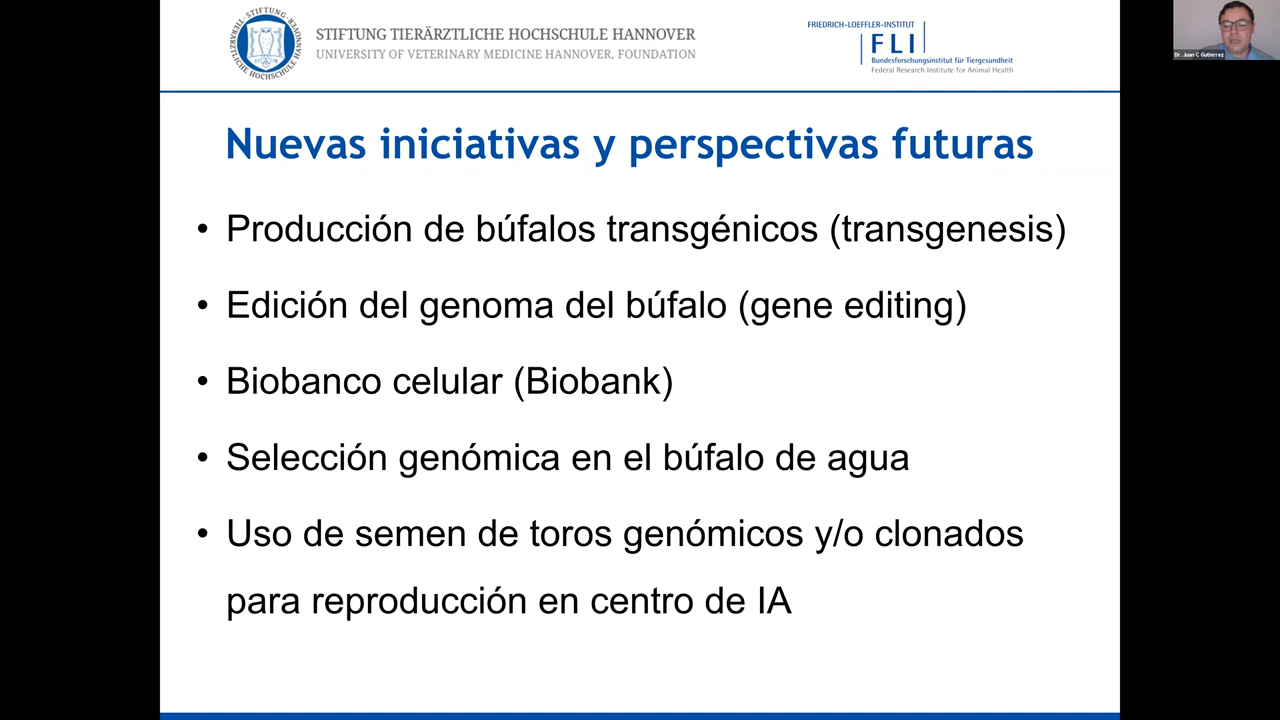 STIFTUNG TIERÄRZTLICHE HOCHSCHULE HANNOVER
UNIVERSITY OF VETERINARY MEDICINE HANNOVER, FOUNDATION
FRIEDRICH-LOEFFLER-INSTITUT
FLI
Bundesforschungsinstitut für Tiergesundheit
Federal Research Institute for Animal Health
Dr. Juan C Gutierrez
Nuevas iniciativas y perspectivas futuras
• Producción de búfalos transgénicos (transgenesis)
• Edición del genoma del búfalo (gene editing)
• Biobanco celular (Biobank)
• Selección genómica en el búfalo de agua
• Uso de semen de toros genómicos y/o clonados
para reproducción en centro de IA